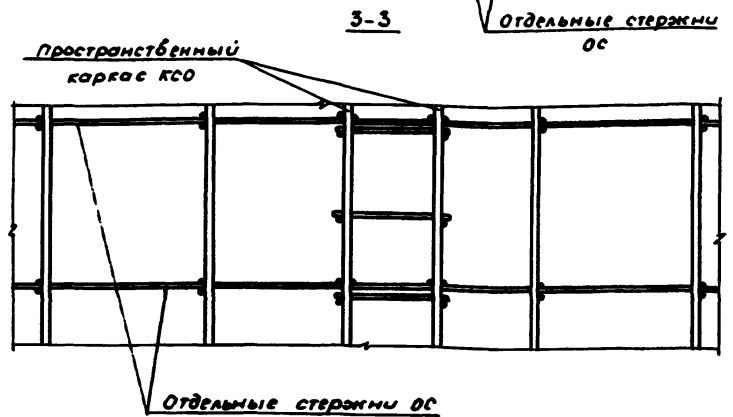 3-3
Отдельные стержни
ОС
пространственный
каркас КСО
Отдельные стержни ОС